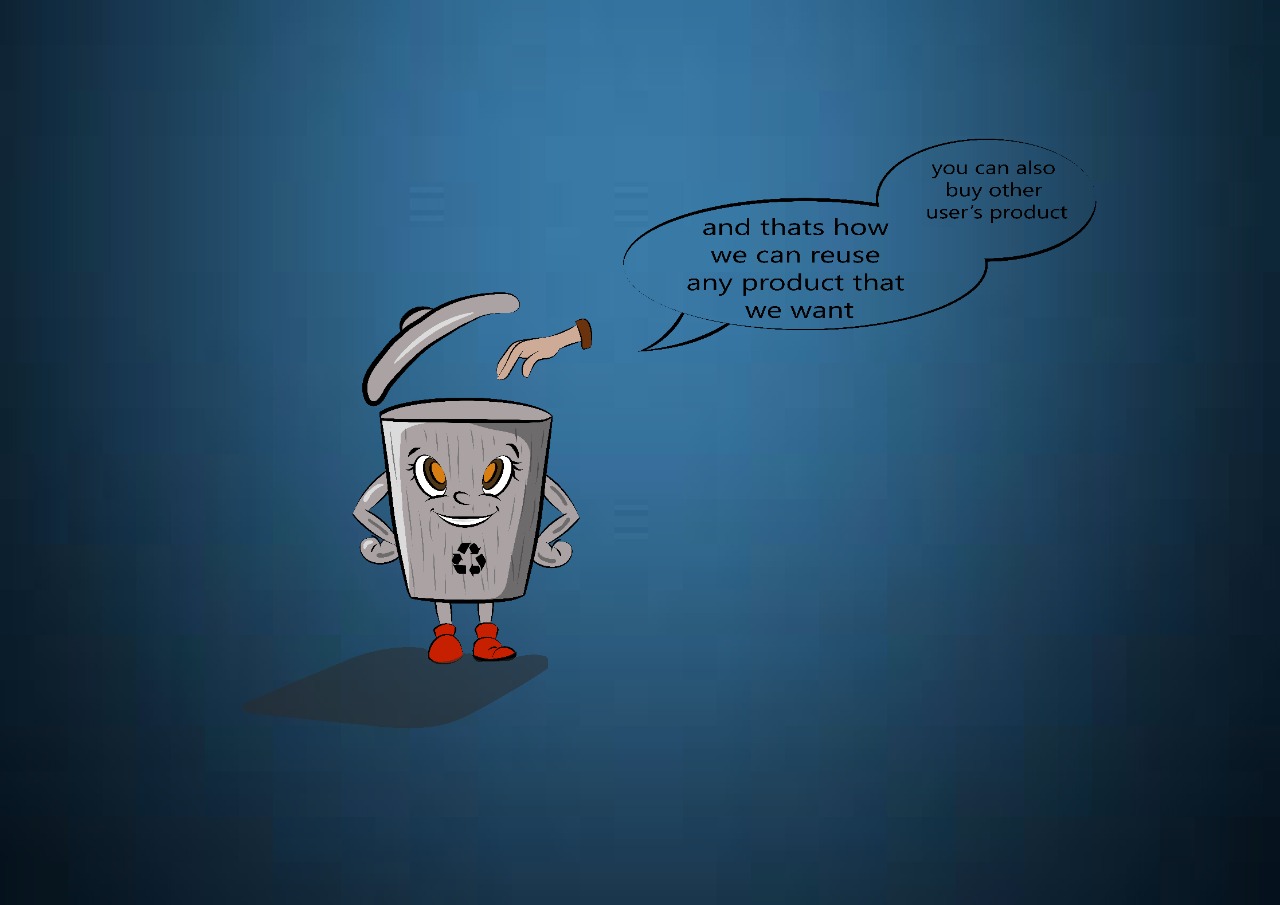 and thats how
we can reuse
any product that
we want
you can also
buy other
user's product